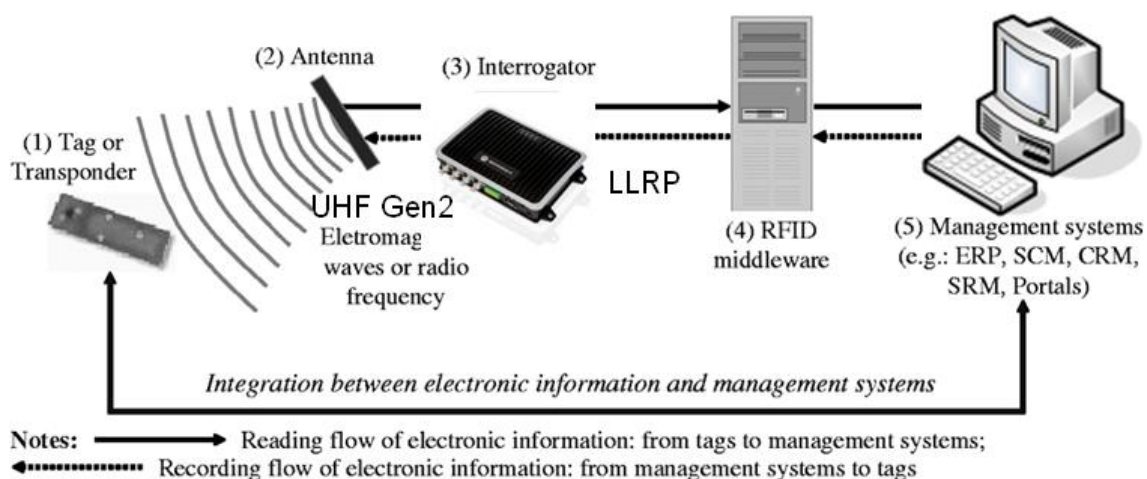 (2) Antenna
(3) Interrogator
(1) Tag or
Transponder
UHF Gen2
Eletromag
waves or radio
frequency
LLRP
(4) RFID
middleware
(5) Management systems
(e.g.: ERP, SCM, CRM,
SRM, Portals)
Integration between electronic information and management systems
Notes: Reading flow of electronic information: from tags to management systems;
Recording flow of electronic information: from management systems to tags